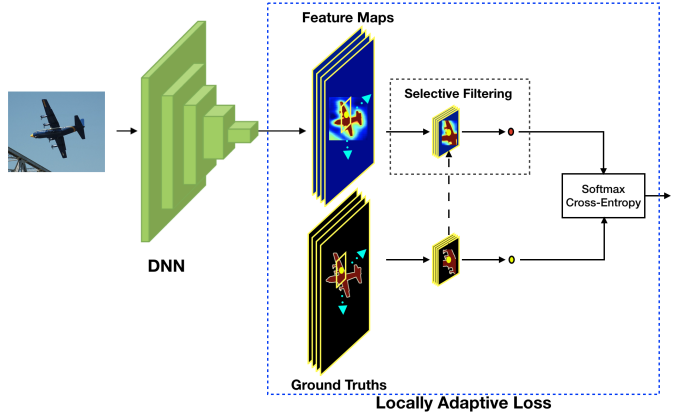 Feature Maps
Selective Filtering
Softmax
Cross-Entropy
DNN
Ground Truths
Locally Adaptive Loss